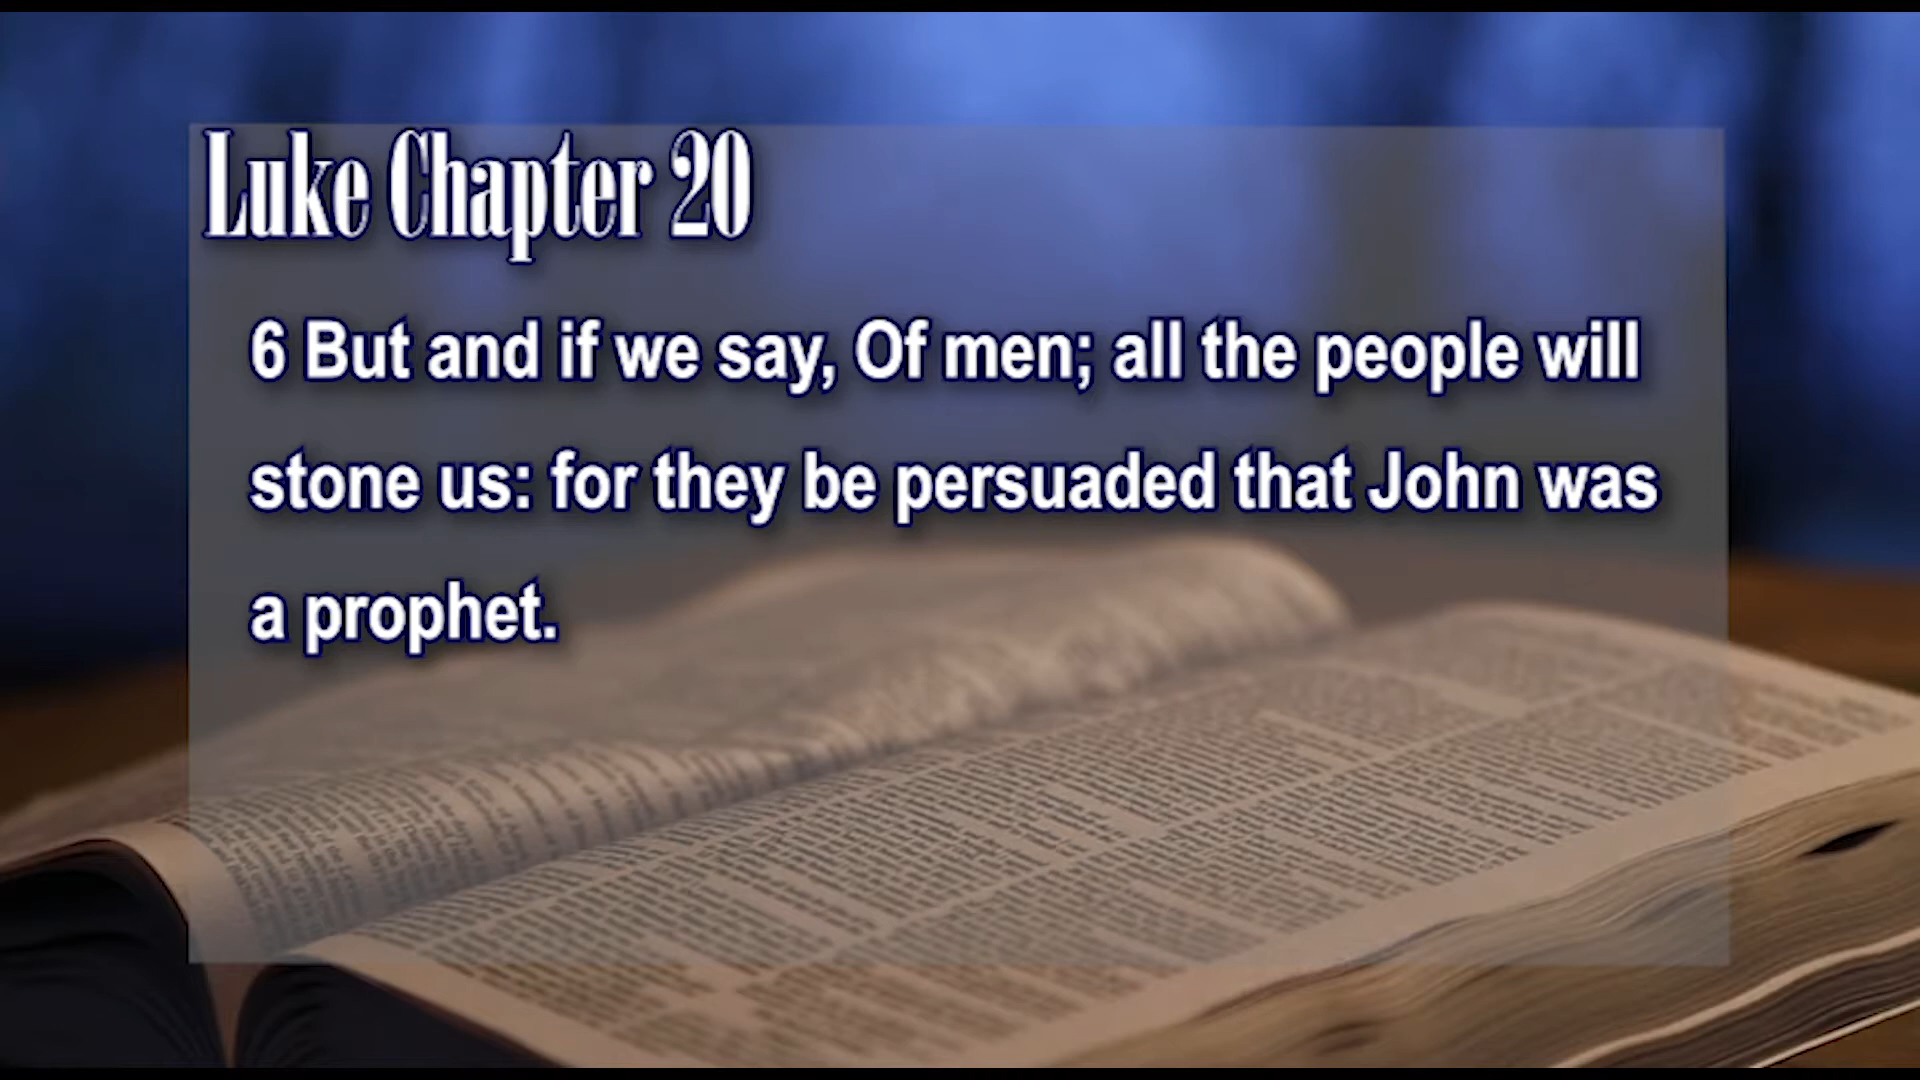 Luke Chapter 20
6 But and if we say, Of men; all the people will
stone us: for they be persuaded that John was
a prophet.